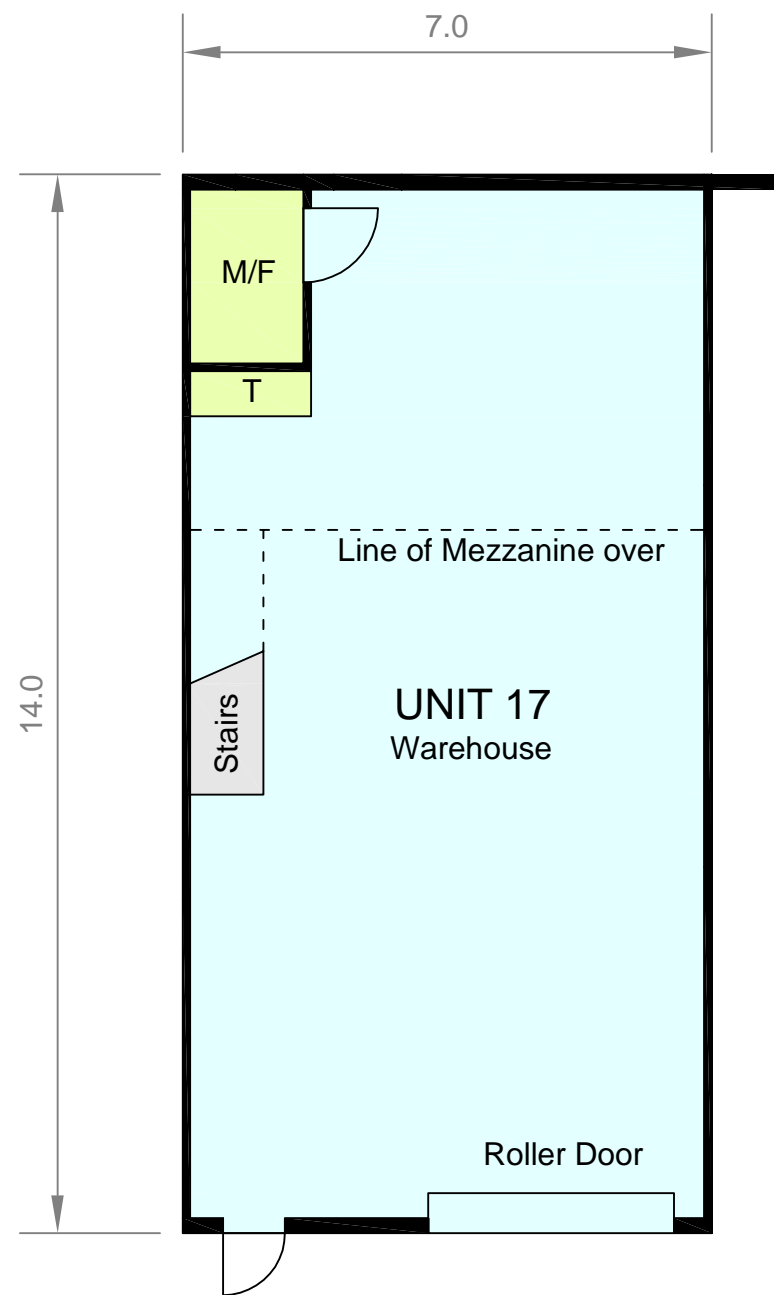 7.0
M/F
T
Line of Mezzanine over
14.0
Stairs
UNIT 17
Warehouse
Roller Door